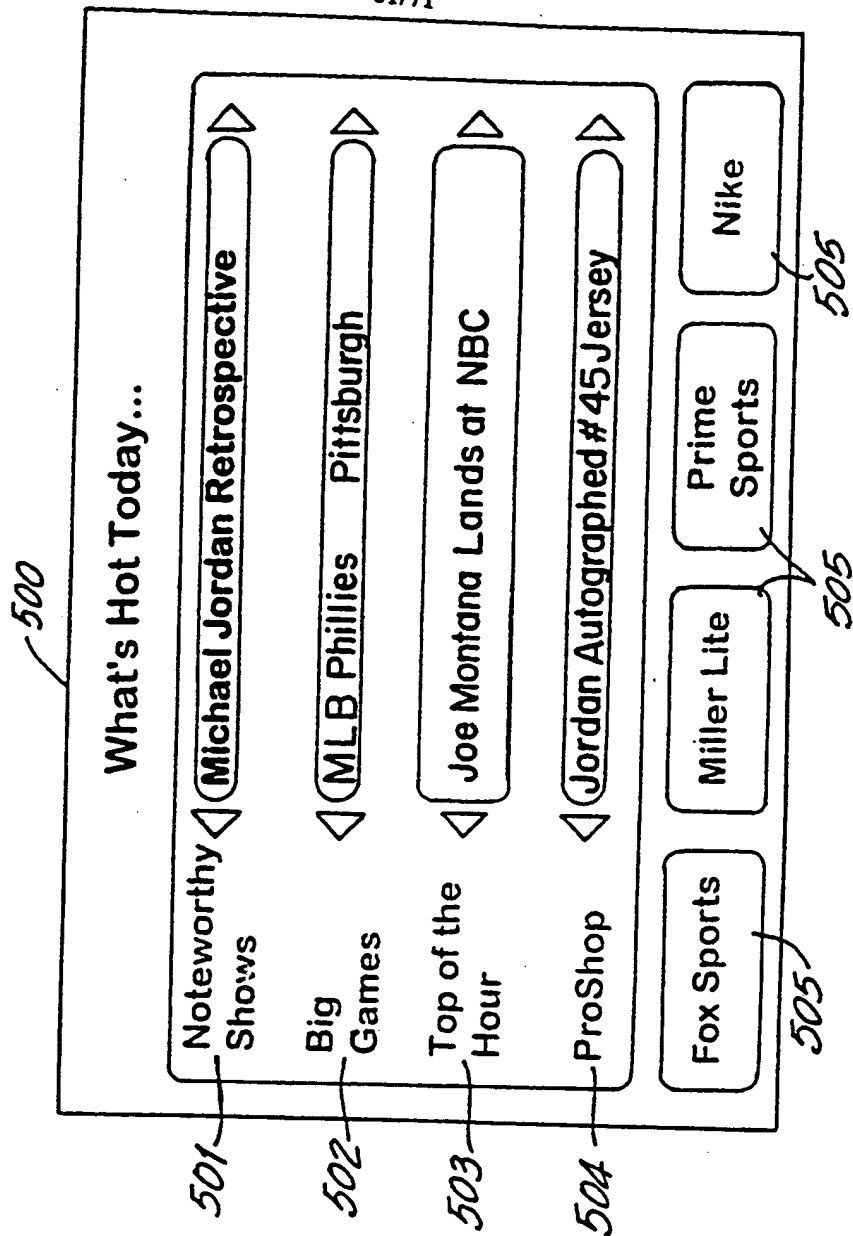 500
What's Hot Today...
501
Noteworthy
Shows
Michael Jordan Retrospective
502
Big
Games
MLB Phillies Pittsburgh
503
Top of the
Hour
Joe Montana Lands at NBC
504
ProShop
Jordan Autographed #45 Jersey
Fox Sports
Miller Lite
Prime
Sports
Nike
505
505
505